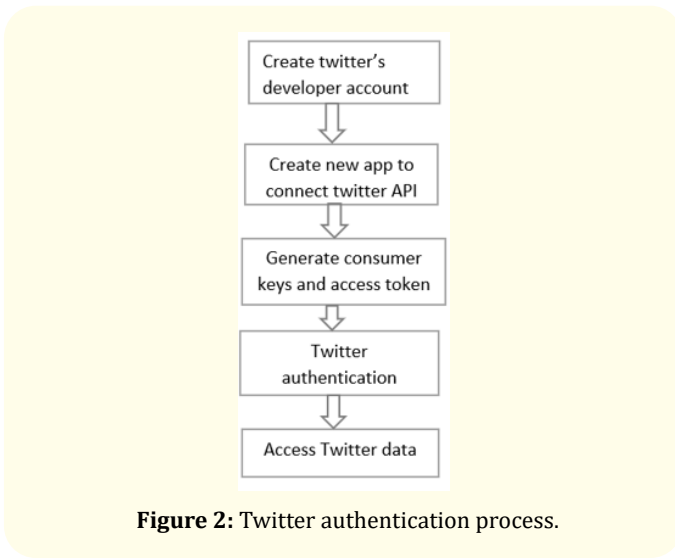 Create twitter’s
developer account
Create new app to
connect twitter API
Generate consumer
keys and access token
Twitter
authentication
Access Twitter data
Figure 2: Twitter authentication process.